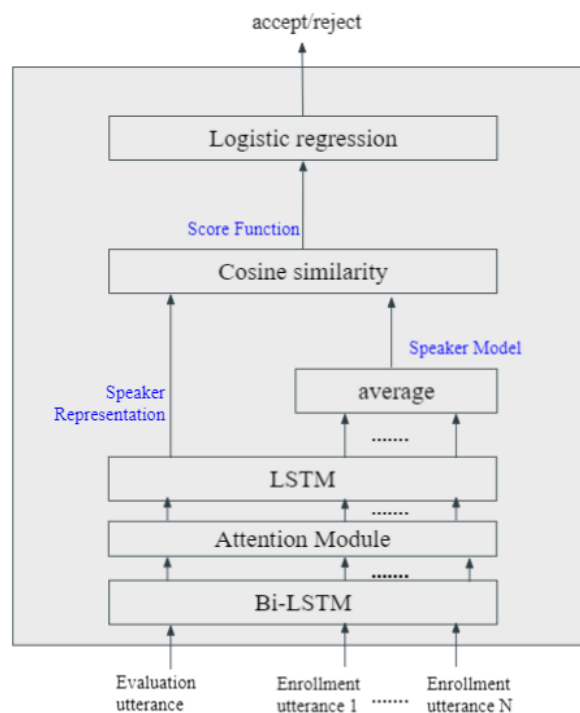 accept/reject
Logistic regression
Score Function
Cosine similarity
Speaker Model
Speaker
Representation
average
.......
LSTM
.......
Attention Module
.......
Bi-LSTM
Evaluation
utterance
Enrollment
utterance 1
.......
Enrollment
utterance N